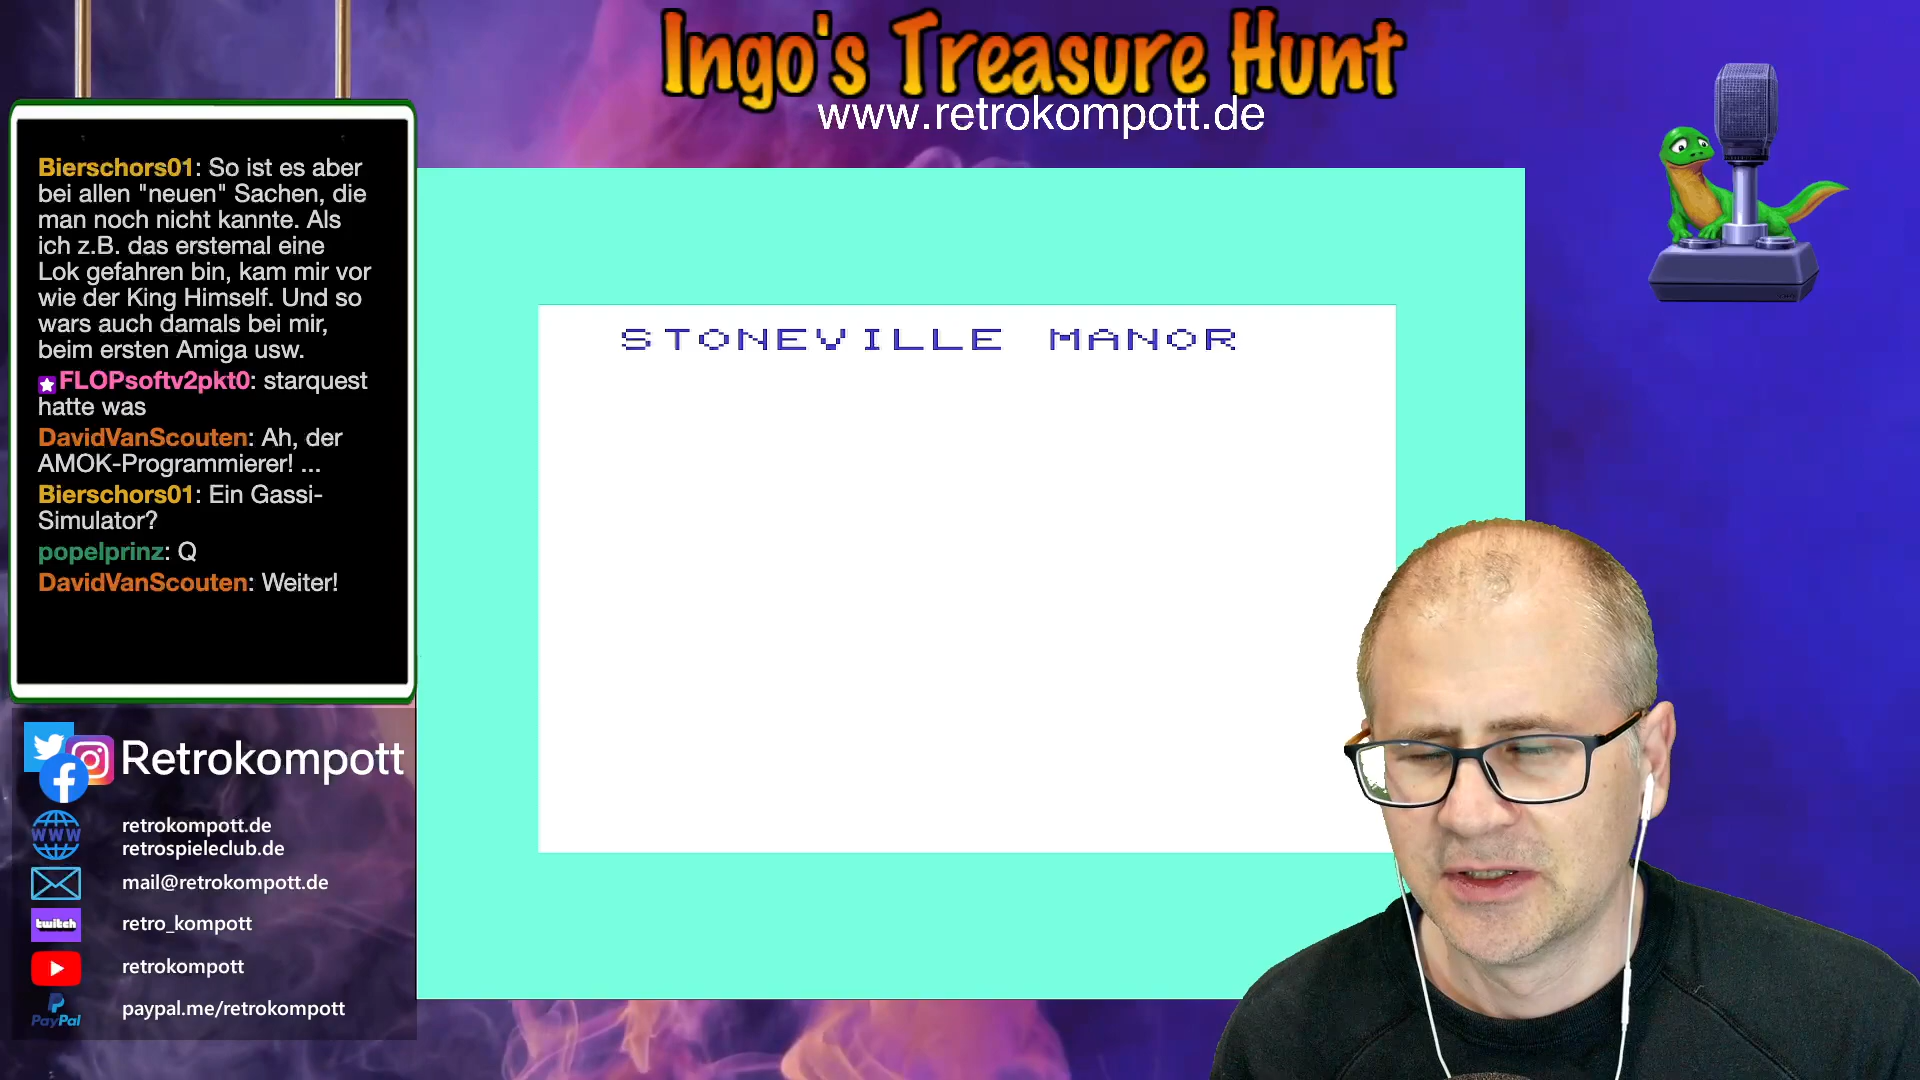 Ingo's Treasure Hunt
www.retrokompott.de
Bierschors01: So ist es aber
bei allen "neuen" Sachen, die
man noch nicht kannte. Als
ich z.B. das erstemal eine
Lok gefahren bin, kam mir vor
wie der King Himself. Und so
wars auch damals bei mir,
beim ersten Amiga usw.
FLOPsoftv2pkt0: starquest
hatte was
DavidVanScouten: Ah, der
AMOK-Programmierer! ...
Bierschors01: Ein Gassi-
Simulator?
popelprinz: Q
DavidVanScouten: Weiter!
STONEVILLE MANOR
Retrokompott
WWW
retrokompott.de
retrospieleclub.de
mail@retrokompott.de
twitch
retro_kompott
retrokompott
PayPal
paypal.me/retrokompott